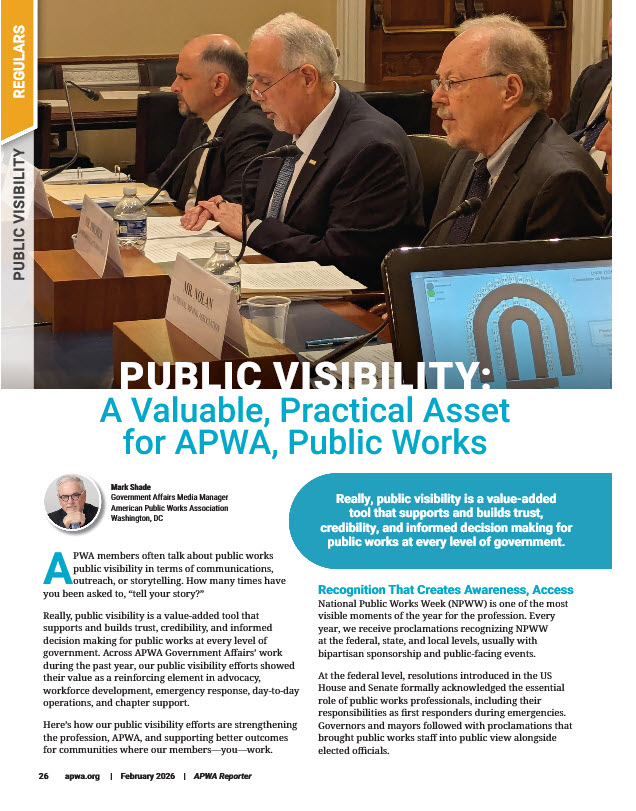 REGULARS
PUBLIC VISIBILITY
MR. NOLAN
PUBLIC VISIBILITY:
A Valuable, Practical Asset
for APWA, Public Works
Mark Shade
Government Affairs Media Manager
American Public Works Association
Washington, DC
Really, public visibility is a value-added
tool that supports and builds trust,
credibility, and informed decision making for
public works at every level of government.
APWA members often talk about public works
public visibility in terms of communications,
outreach, or storytelling. How many times have
you been asked to, “tell your story?”
Really, public visibility is a value-added tool that
supports and builds trust, credibility, and informed
decision making for public works at every level of
government. Across APWA Government Affairs’ work
during the past year, our public visibility efforts showed
their value as a reinforcing element in advocacy,
workforce development, emergency response, day-to-day
operations, and chapter support.
Here’s how our public visibility efforts are strengthening
the profession, APWA, and supporting better outcomes
for communities where our members—you—work.
Recognition That Creates Awareness, Access
National Public Works Week (NPWW) is one of the most
visible moments of the year for the profession. Every
year, we receive proclamations recognizing NPWW
at the federal, state, and local levels, usually with
bipartisan sponsorship and public-facing events.
At the federal level, resolutions introduced in the US
House and Senate formally acknowledged the essential
role of public works professionals, including their
responsibilities as first responders during emergencies.
Governors and mayors followed with proclamations that
brought public works staff into public view alongside
elected officials.
26 apwa.org | February 2026 | APWA Reporter